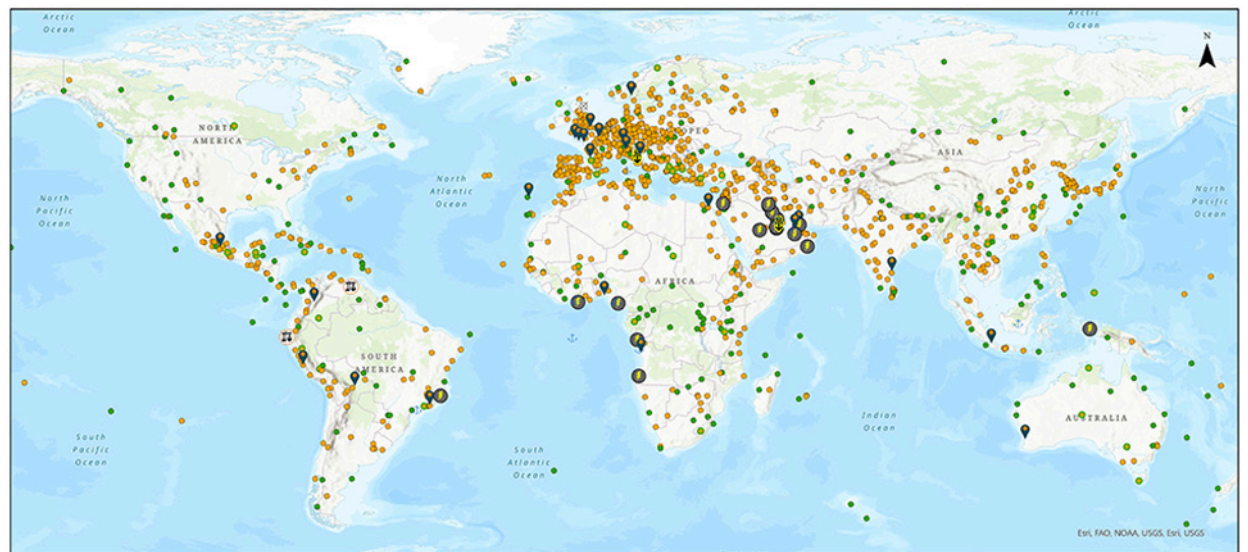 Arctic
Ocean
Arctic
Ocean
N
NORTH
AMERICA
EUROPE
ASIA
North
Pacific
Ocean
North
Atlantic
Ocean
North
Pacific
Ocean
AFRICA
SOUTH
AMERICA
AUSTRALIA
Indian
Ocean
South
Pacific
Ocean
South
Atlantic
Ocean
Esri, FAO, NOAA, USGS, Esri, USGS